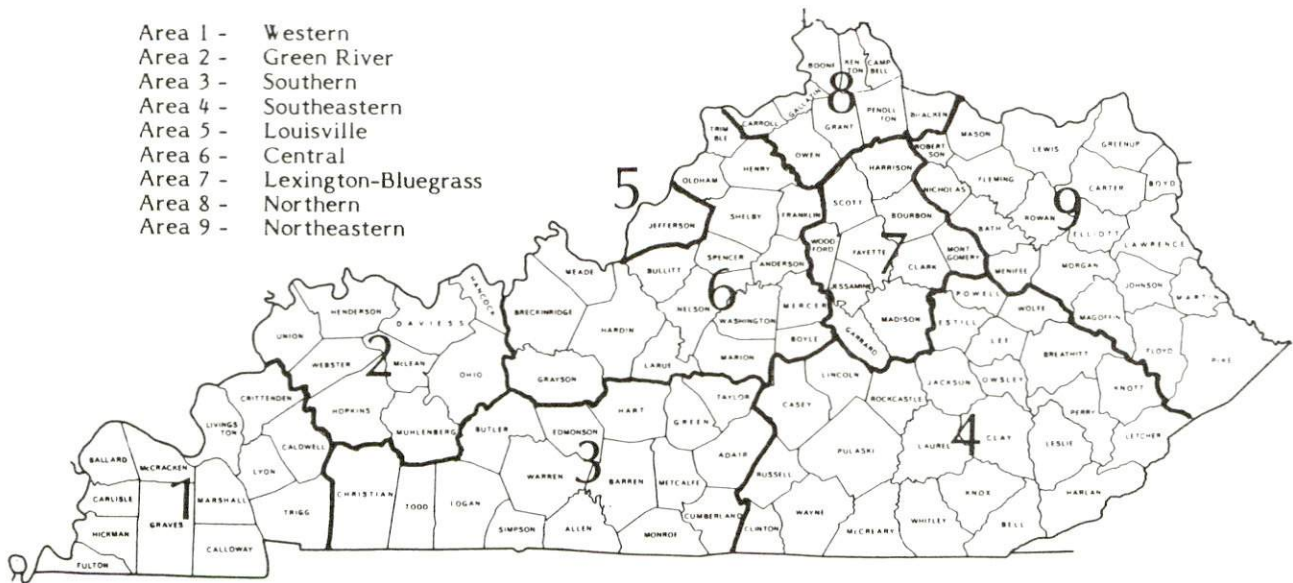 Area 1 - Western
Area 2 - Green River
Area 3 - Southern
Area 4 - Southeastern
Area 5 - Louisville
Area 6 - Central
Area 7 - Lexington-Bluegrass
Area 8 - Northern
Area 9 - Northeastern
BOONE
KEN TON
CAMP BELL
8
GALLATIN
CARROLL
GRANT
PENDLE TON
BRACKEN
OWEN
TRIM BLE
MASON
LEWIS
GREENUP
ROBERT SON
HARRISON
HENRY
OLDHAM
5
FLEMING
CARTER
BOYD
NICHOLAS
SCOTT
9
ROWAN
JEFFERSON
SHELBY
FRANKLIN
BOURBON
BATH
ELLIOTT
LAWRENCE
WOOD FORD
FAYETTE
7
CLARK
MONT GOMERY
MENIFEE
MORGAN
SPENCER
ANDERSON
BULLITT
MEADE
6
JESSAMINE
POWELL
JOHNSON
MARTIN
HANCOCK
NELSON
MERCER
WASHINGTON
MADISON
WOLFE
MAGOFFIN
BRECKINRIDGE
HARDIN
GARRARD
ESTILL
LEE
HENDERSON
DAVIESS
UNION
BOYLE
MARION
LARUE
BREATHITT
FLOYD
PIKE
2
WEBSTER
McLEAN
OHIO
GRAYSON
LINCOLN
JACKSON
OWSLEY
KNOTT
CRITTENDEN
HOPKINS
CASEY
ROCKCASTLE
HART
TAYLOR
GREEN
PERRY
LIVINGS TON
MUHLENBERG
BUTLER
EDMONSON
4
LAUREL
CLAY
LESLIE
LETCHER
CALDWELL
PULASKI
ADAIR
BALLARD
McCRACKEN
LYON
WARREN
3
BARREN
METCALFE
RUSSELL
1
CARLISLE
MARSHALL
CHRISTIAN
TODD
LOGAN
KNOX
HARLAN
TRIGG
CUMBERLAND
WAYNE
GRAVES
HICKMAN
SIMPSON
ALLEN
MONROE
CLINTON
McCREARY
WHITLEY
BELL
CALLOWAY
FULTON